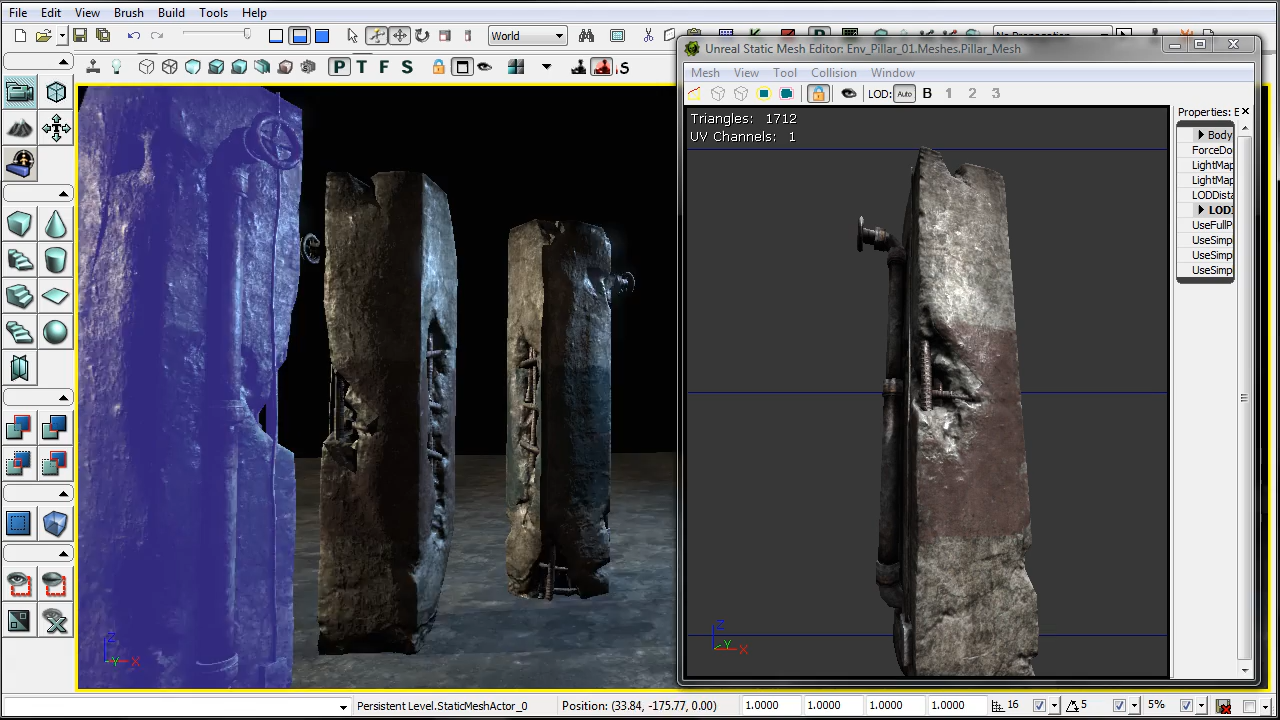 File Edit View Brush Build Tools Help
World
P T F S
S
Unreal Static Mesh Editor: Env_Pillar_01.Meshes.Pillar_Mesh
Mesh View Tool Collision Window
LOD: Auto B 1 2 3
Triangles: 1712
UV Channels: 1
Properties: E
Body
ForceDo
LightMap
LightMap
LODDista
LODI
UseFullP
UseSimp
UseSimp
UseSimp
Z
Y X
Z
Y X
Persistent Level.StaticMeshActor_0 Position: (33.84, -175.77, 0.00) 1.0000 1.0000 1.0000 1.0000 16 5 5%